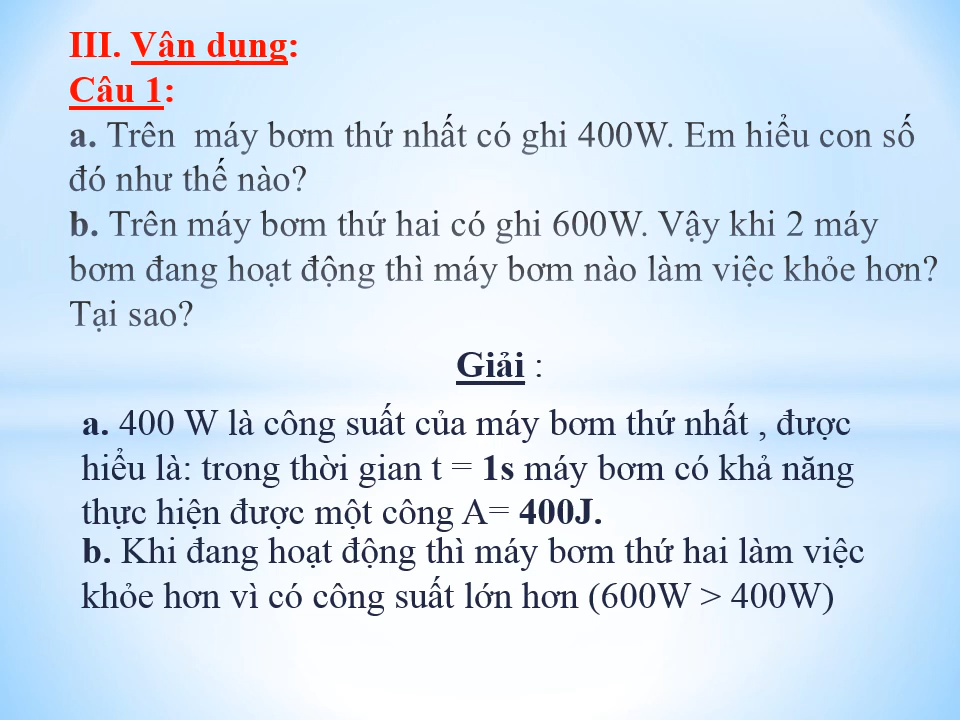 III. Vận dụng:
Câu 1:
a. Trên  máy bơm thứ nhất có ghi 400W. Em hiểu con số
đó như thế nào?
b. Trên máy bơm thứ hai có ghi 600W. Vậy khi 2 máy
bơm đang hoạt động thì máy bơm nào làm việc khỏe hơn?
Tại sao?
Giải :
a. 400 W là công suất của máy bơm thứ nhất , được
hiểu là: trong thời gian t = 1s máy bơm có khả năng
thực hiện được một công A= 400J.
b. Khi đang hoạt động thì máy bơm thứ hai làm việc
khỏe hơn vì có công suất lớn hơn (600W > 400W)